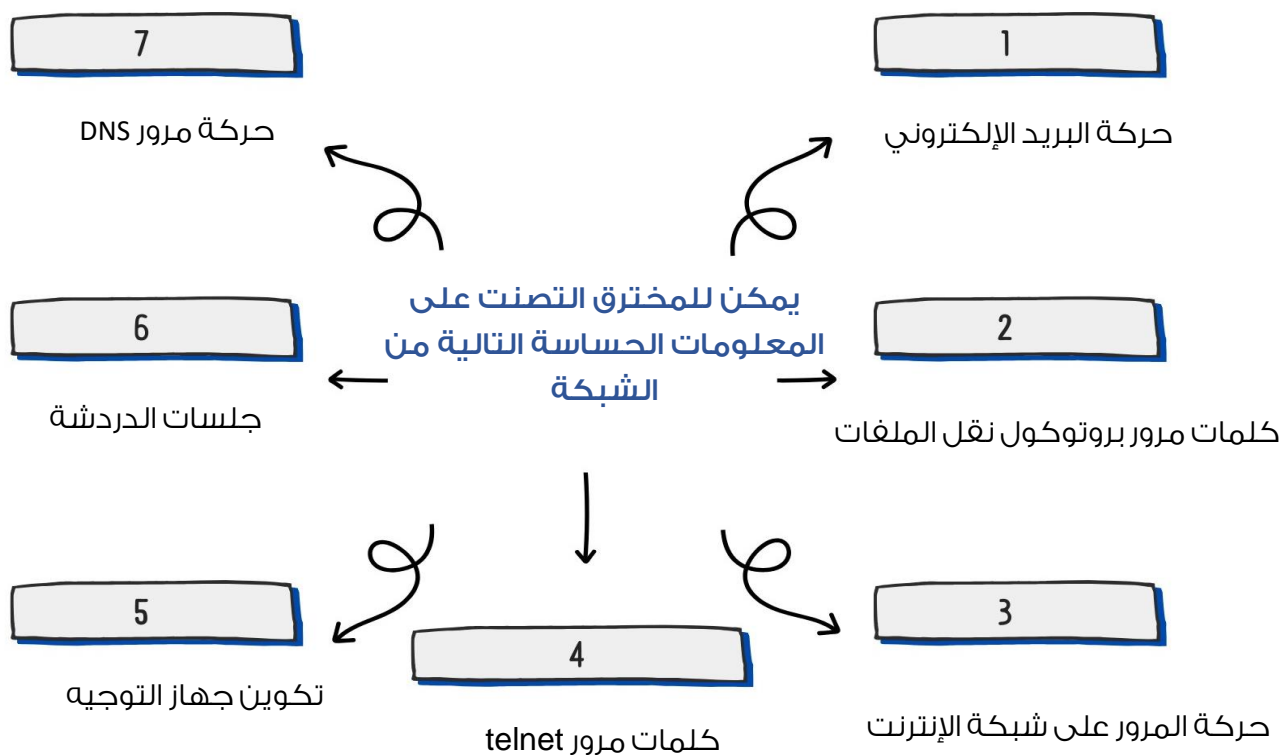 يمكن للمخترق التصنت على
المعلومات الحساسة التالية من
الشبكة
1
حركة البريد الإلكتروني
2
كلمات مرور بروتوكول نقل الملفات
3
حركة المرور على شبكة الإنترنت
4
كلمات مرور telnet
5
تكوين جهاز التوجيه
6
جلسات الدردشة
7
حركة مرور DNS